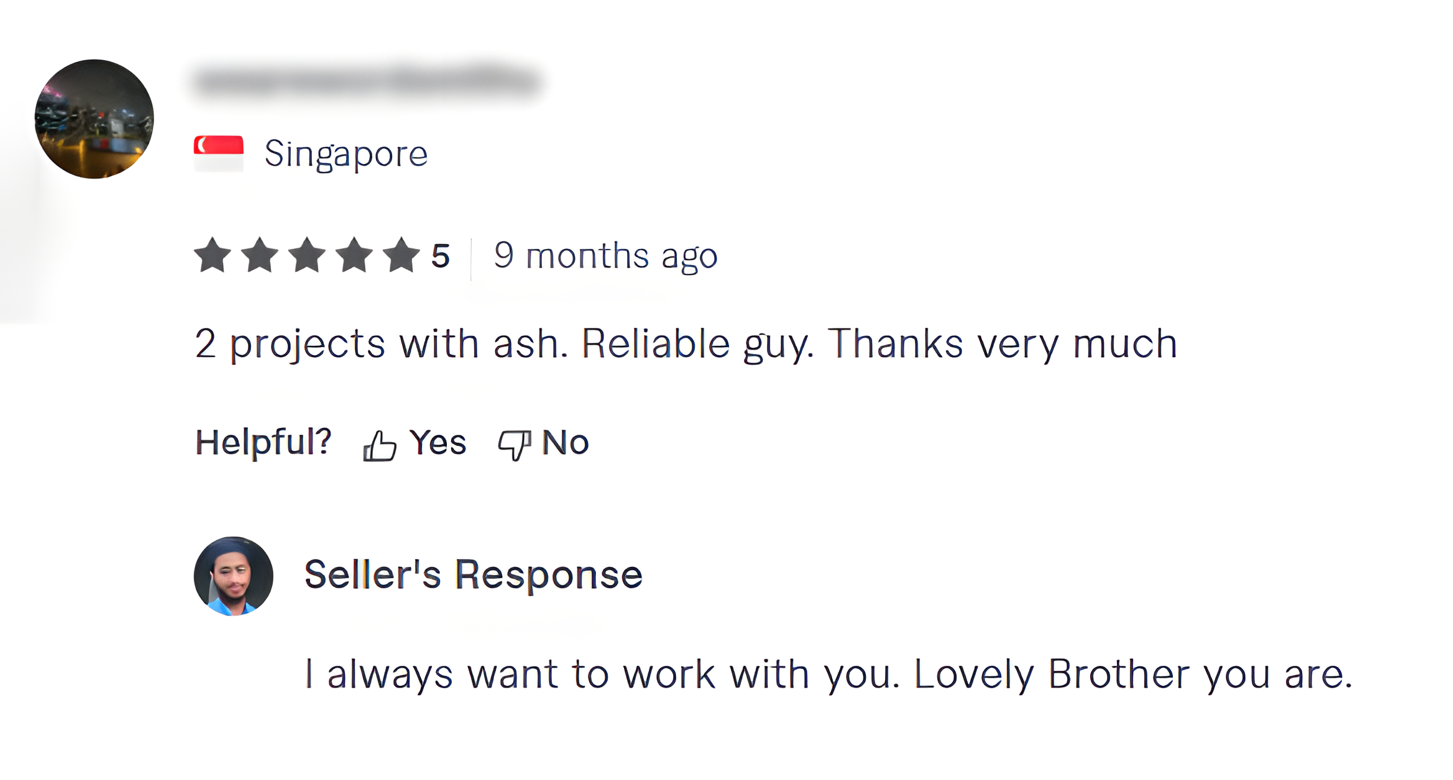 Singapore
5 9 months ago
2 projects with ash. Reliable guy. Thanks very much
Helpful? Yes No
Seller's Response
I always want to work with you. Lovely Brother you are.